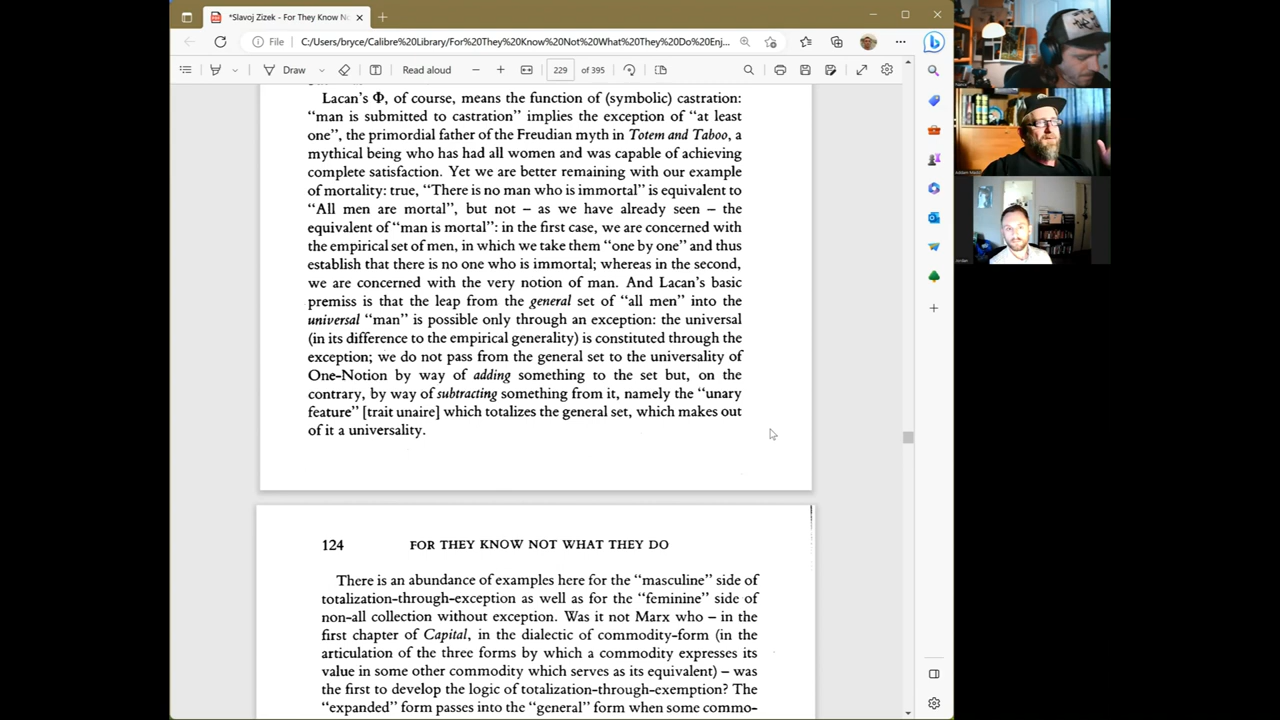 *Slavoj Zizek - For They Know No
File
C:/Users/bryce/Calibre%20Library/For%20They%20Know%20Not%20What%20They%20Do%20Enj...
Draw
Read aloud
229
of 395
Lacan's Φ, of course, means the function of (symbolic) castration:
“man is submitted to castration” implies the exception of “at least
one”, the primordial father of the Freudian myth in Totem and Taboo, a
mythical being who has had all women and was capable of achieving
complete satisfaction. Yet we are better remaining with our example
of mortality: true, “There is no man who is immortal” is equivalent to
“All men are mortal”, but not – as we have already seen – the
equivalent of “man is mortal”: in the first case, we are concerned with
the empirical set of men, in which we take them “one by one” and thus
establish that there is no one who is immortal; whereas in the second,
we are concerned with the very notion of man. And Lacan's basic
premiss is that the leap from the general set of “all men” into the
universal “man” is possible only through an exception: the universal
(in its difference to the empirical generality) is constituted through the
exception; we do not pass from the general set to the universality of
One-Notion by way of adding something to the set but, on the
contrary, by way of subtracting something from it, namely the “unary
feature” [trait unaire] which totalizes the general set, which makes out
of it a universality.
124
FOR THEY KNOW NOT WHAT THEY DO
There is an abundance of examples here for the “masculine” side of
totalization-through-exception as well as for the “feminine” side of
non-all collection without exception. Was it not Marx who – in the
first chapter of Capital, in the dialectic of commodity-form (in the
articulation of the three forms by which a commodity expresses its
value in some other commodity which serves as its equivalent) – was
the first to develop the logic of totalization-through-exemption? The
“expanded” form passes into the “general” form when some commo-
Jordan